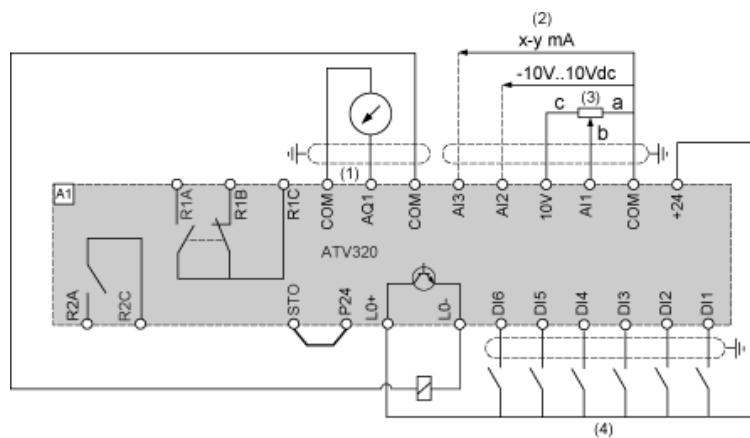 (2)
x-y mA
-10V..10Vdc
c (3) a
b
(1)
A1
R1A R1B R1C COM AQ1 COM AI3 AI2 10V AI1 COM +24
ATV320
R2A R2C STO P24 L0+ L0- DI6 DI5 DI4 DI3 DI2 DI1
(4)